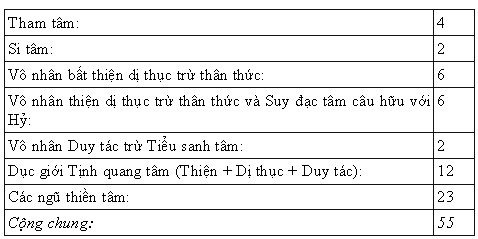 Tham tâm: 4
Si tâm: 2
Vô nhân bất thiện dị thục trừ thân thức: 6
Vô nhân thiện dị thục trừ thân thức và Suy đạc tâm câu hữu với 6
Hỷ:
Vô nhân Duy tác trừ Tiểu sanh tâm: 2
Dục giới Tịnh quang tâm (Thiện + Dị thục + Duy tác): 12
Các ngũ thiền tâm: 23
Cộng chung: 55